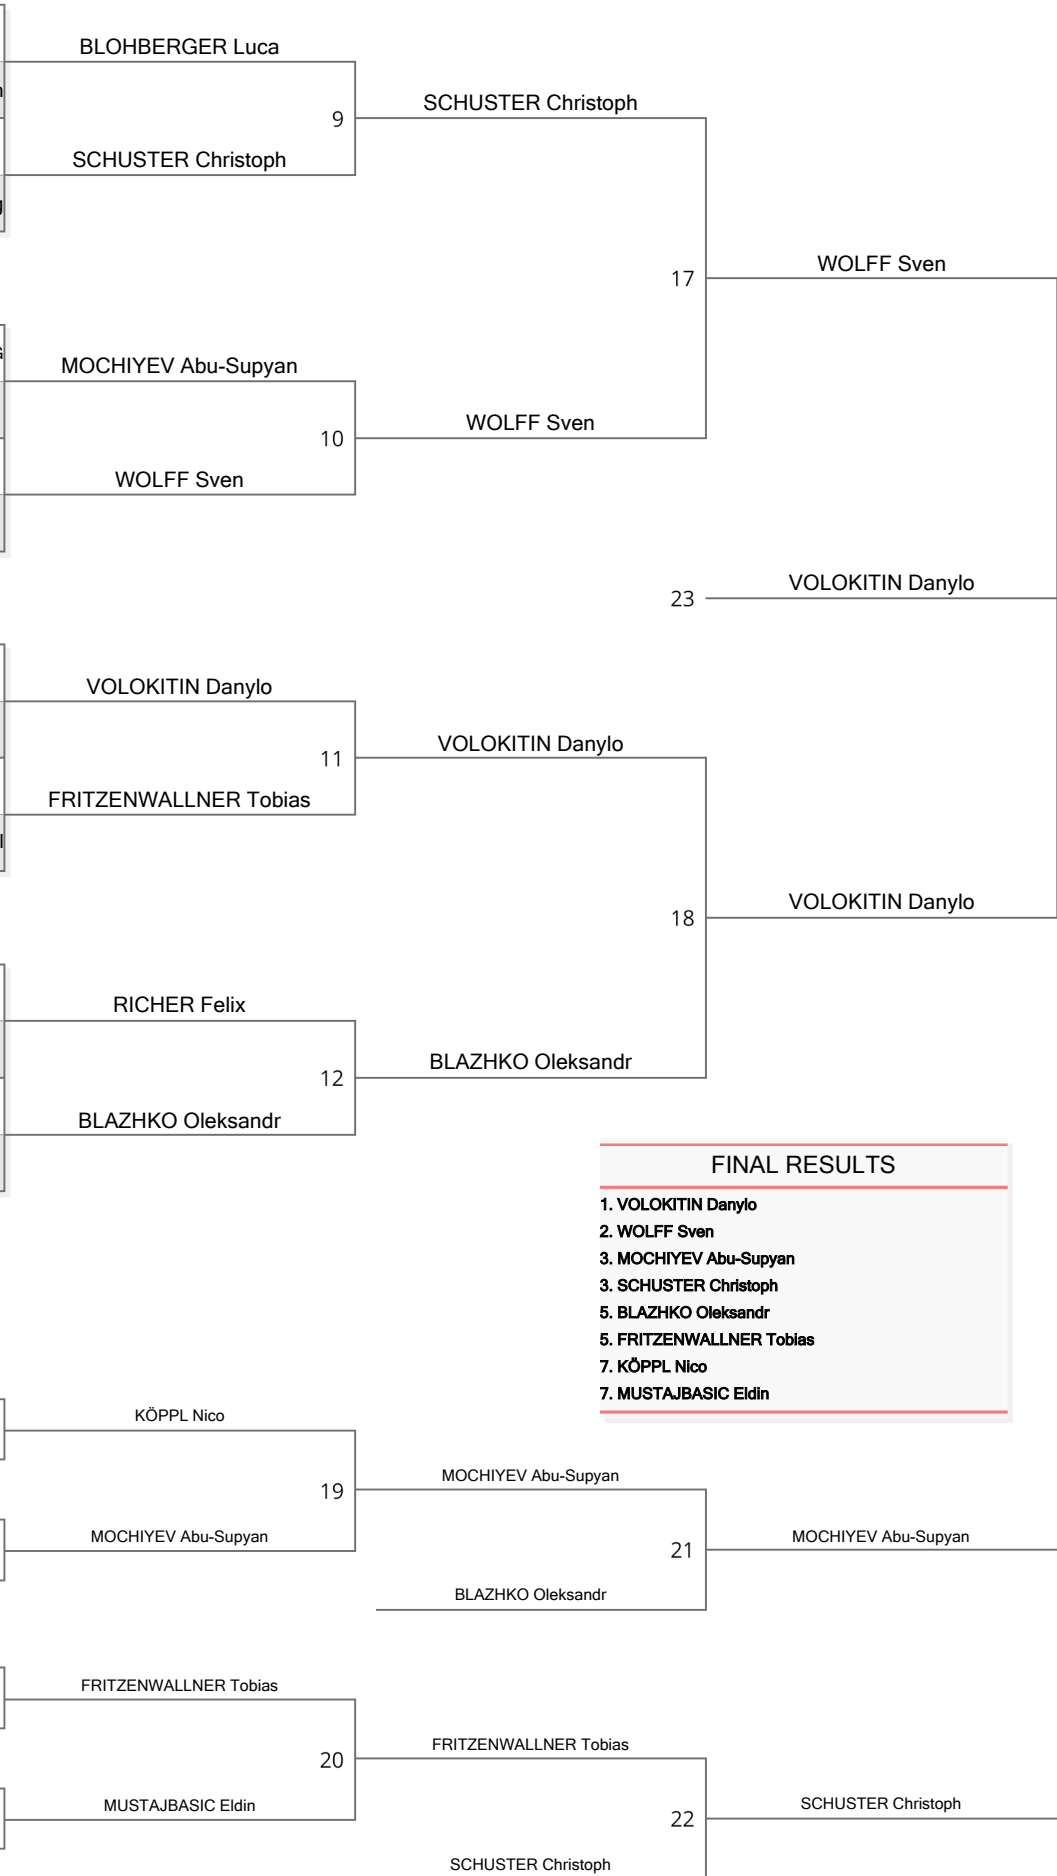 BLOHBERGER Luca
SCHUSTER Christoph
9
SCHUSTER Christoph
WOLFF Sven
17
MOCHIYEV Abu-Supyan
WOLFF Sven
10
WOLFF Sven
VOLOKITIN Danylo
23
VOLOKITIN Danylo
VOLOKITIN Danylo
11
FRITZENWALLNER Tobias
VOLOKITIN Danylo
18
RICHER Felix
BLAZHKO Oleksandr
12
BLAZHKO Oleksandr
FINAL RESULTS
1. VOLOKITIN Danylo
2. WOLFF Sven
3. MOCHIYEV Abu-Supyan
3. SCHUSTER Christoph
5. BLAZHKO Oleksandr
5. FRITZENWALLNER Tobias
7. KÖPPL Nico
7. MUSTAJBASIC Eldin
KÖPPL Nico
MOCHIYEV Abu-Supyan
19
MOCHIYEV Abu-Supyan
MOCHIYEV Abu-Supyan
21
BLAZHKO Oleksandr
FRITZENWALLNER Tobias
FRITZENWALLNER Tobias
20
MUSTAJBASIC Eldin
SCHUSTER Christoph
22
SCHUSTER Christoph